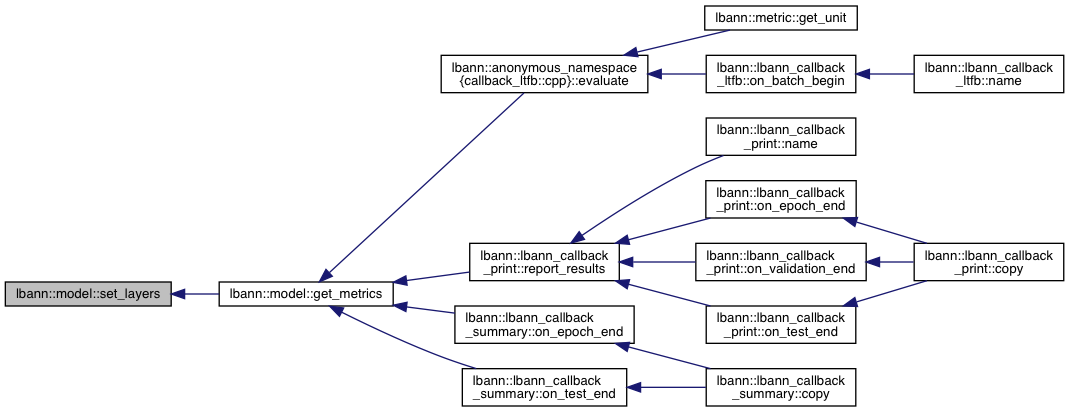 lbann::metric::get_unit
lbann::anonymous_namespace
{callback_ltfb::cpp}::evaluate
lbann::lbann_callback
_ltfb::on_batch_begin
lbann::lbann_callback
_ltfb::name
lbann::lbann_callback
_print::name
lbann::lbann_callback
_print::on_epoch_end
lbann::lbann_callback
_print::report_results
lbann::lbann_callback
_print::on_validation_end
lbann::lbann_callback
_print::copy
lbann::model::set_layers
lbann::model::get_metrics
lbann::lbann_callback
_summary::on_epoch_end
lbann::lbann_callback
_print::on_test_end
lbann::lbann_callback
_summary::on_test_end
lbann::lbann_callback
_summary::copy